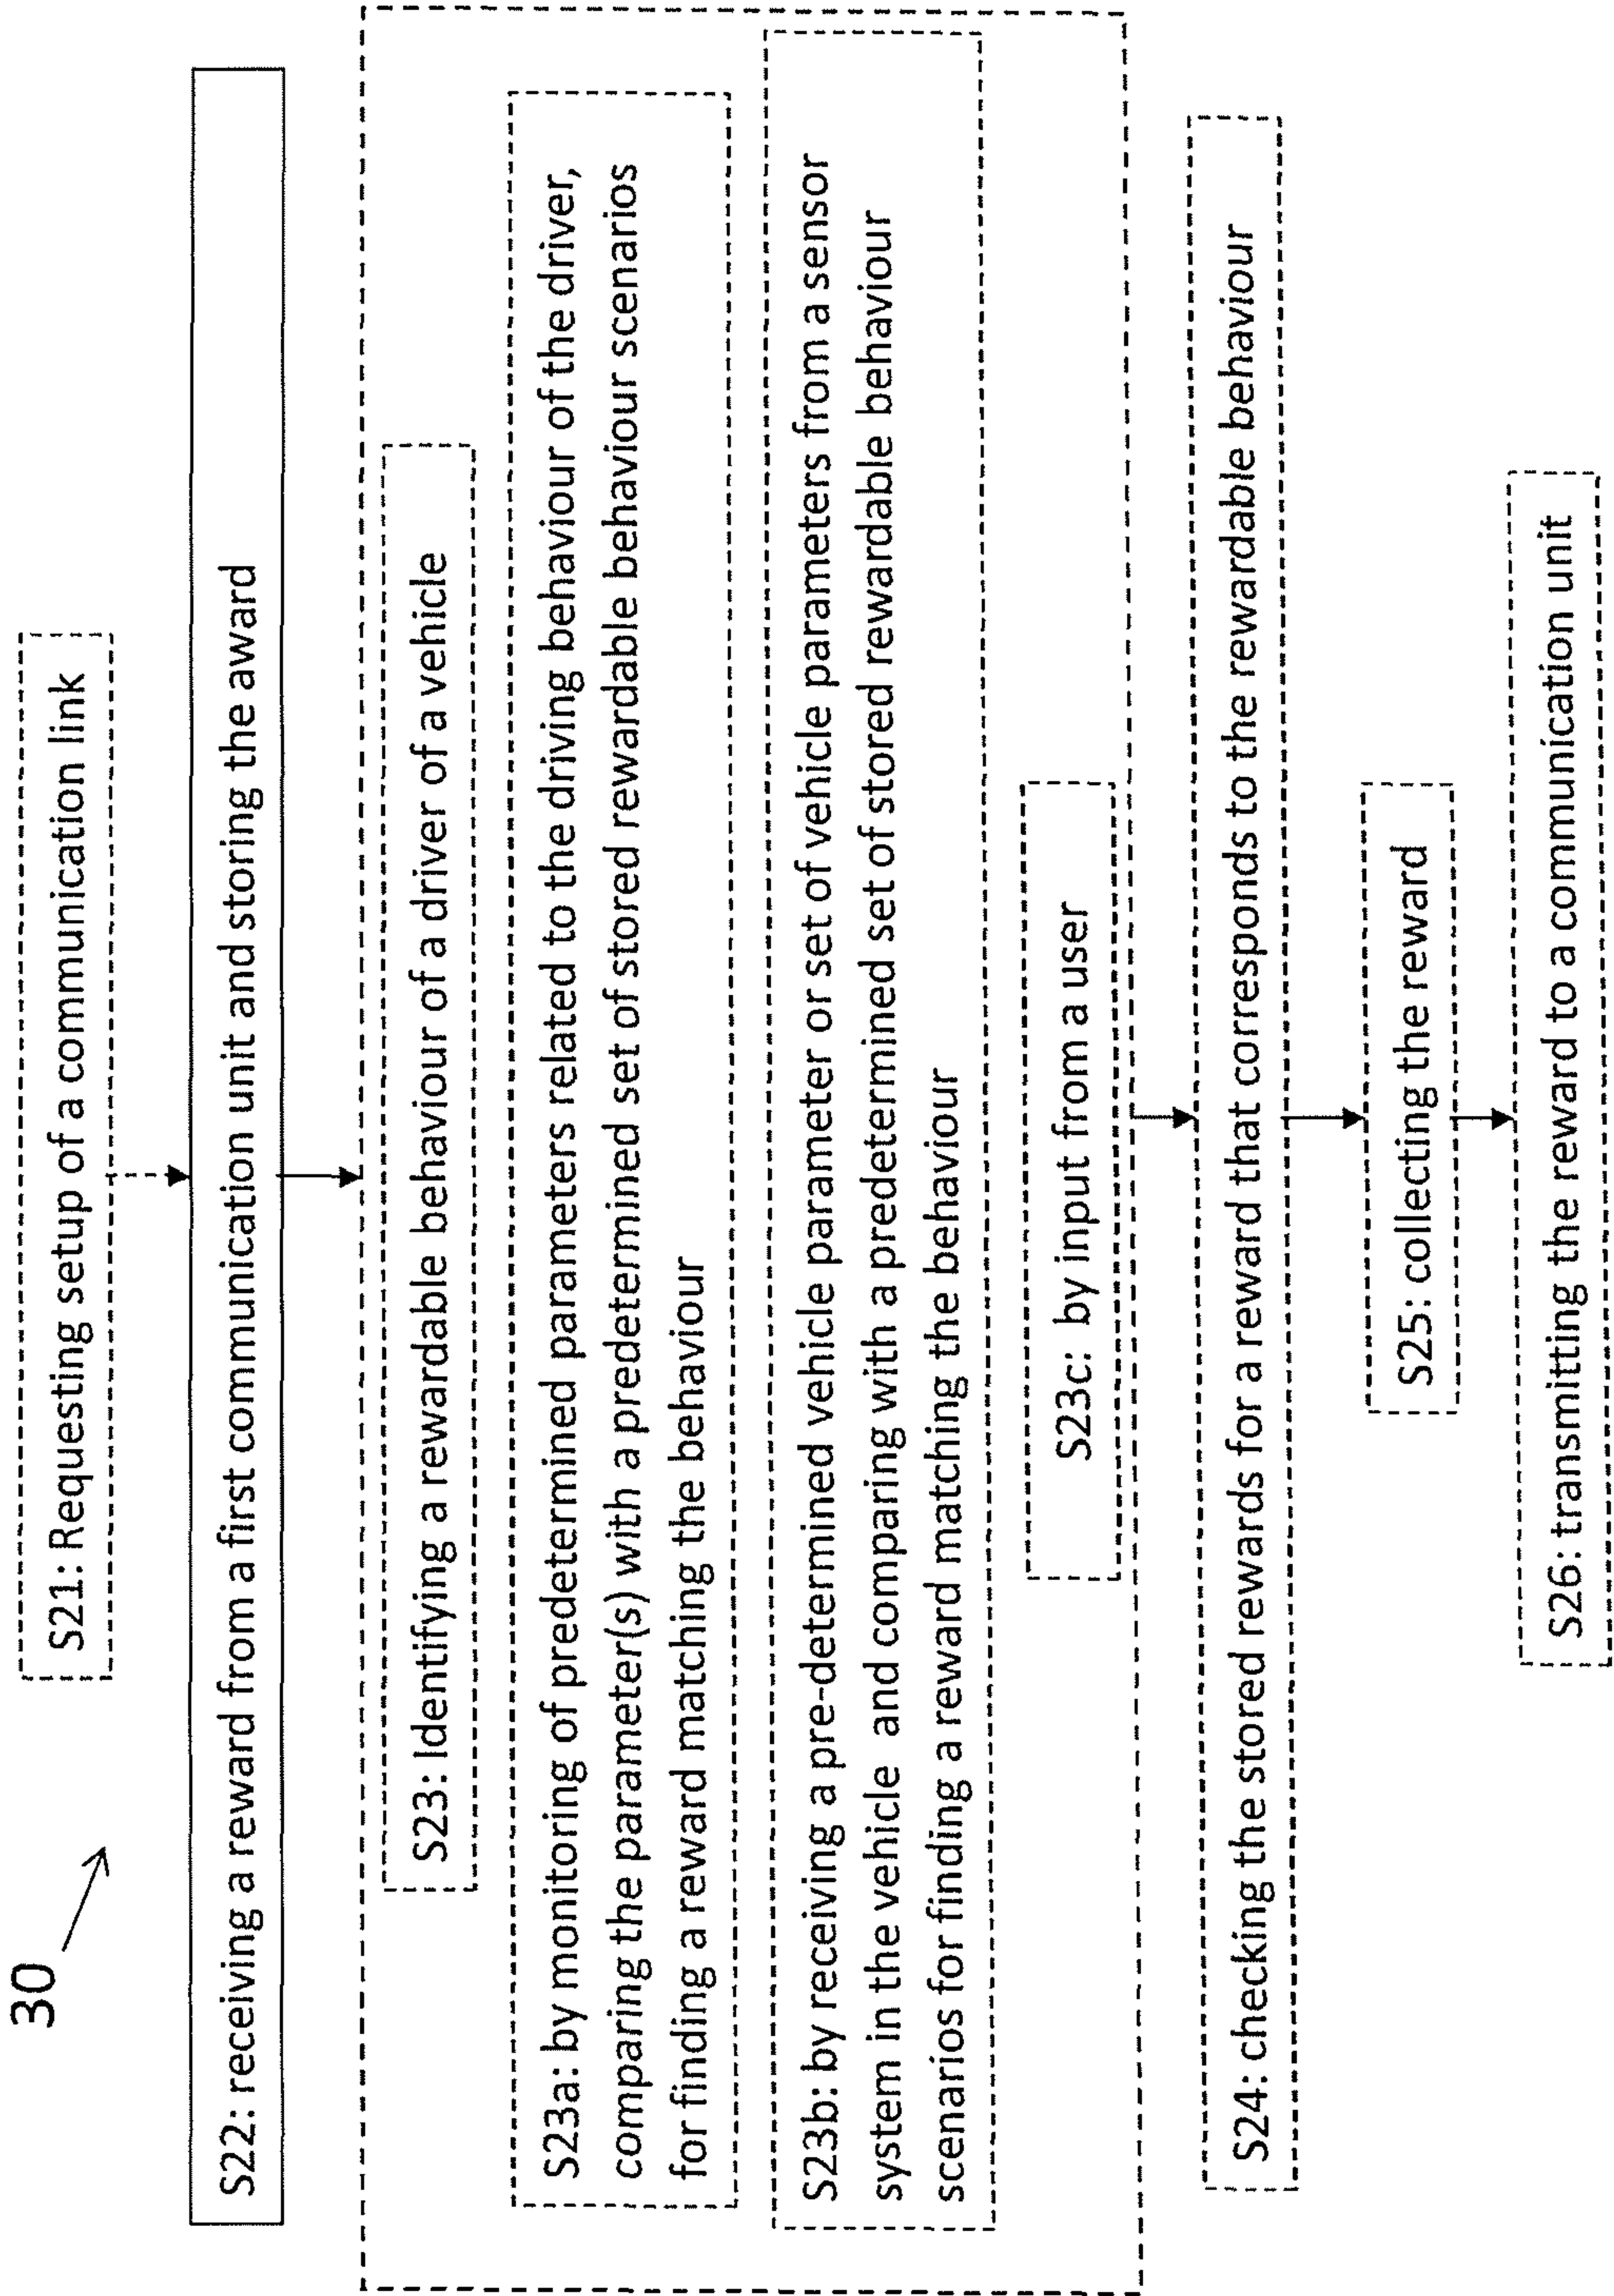 30
S21: Requesting setup of a communication link
S22: receiving a reward from a first communication unit and storing the award
S23: Identifying a rewardable behaviour of a driver of a vehicle
S23a: by monitoring of predetermined parameters related to the driving behaviour of the driver,
comparing the parameter(s) with a predetermined set of stored rewardable behaviour scenarios
for finding a reward matching the behaviour
S23b: by receiving a pre-determined vehicle parameter or set of vehicle parameters from a sensor
system in the vehicle and comparing with a predetermined set of stored rewardable behaviour
scenarios for finding a reward matching the behaviour
S23c: by input from a user
S24: checking the stored rewards for a reward that corresponds to the rewardable behaviour
S25: collecting the reward
S26: transmitting the reward to a communication unit